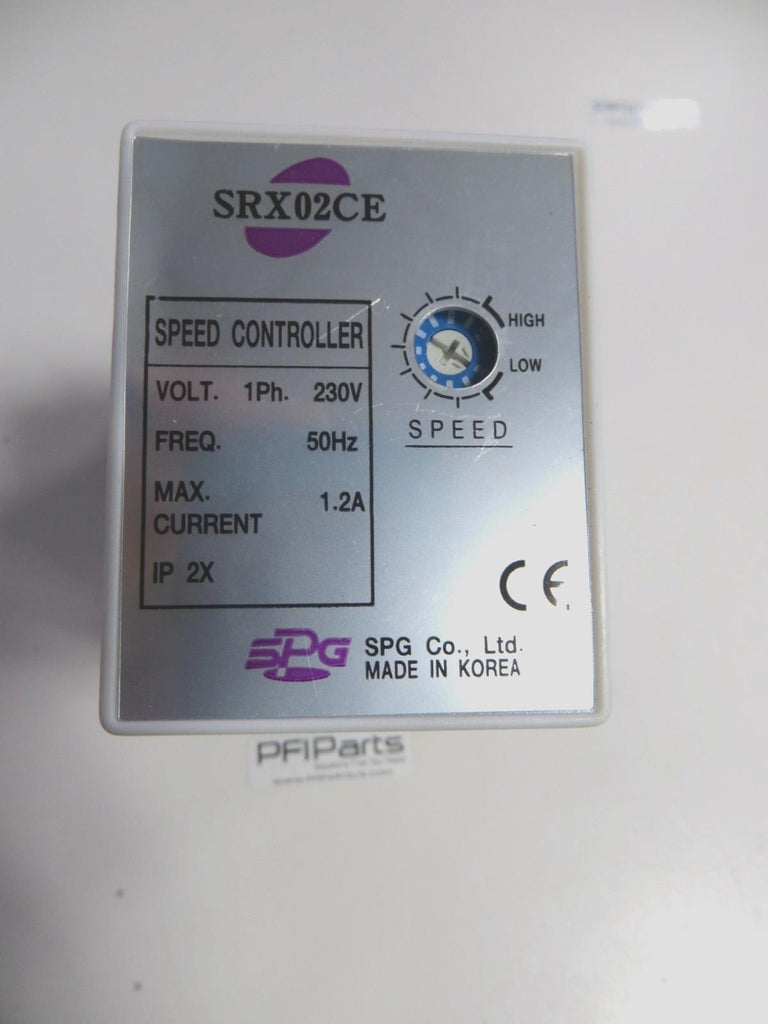 SRX02CE
SPEED CONTROLLER
VOLT. 1Ph. 230V
FREQ. 50Hz
MAX. CURRENT 1.2A
IP 2X
HIGH
LOW
SPEED
CE
SPG SPG Co., Ltd.
MADE IN KOREA
PFIParts